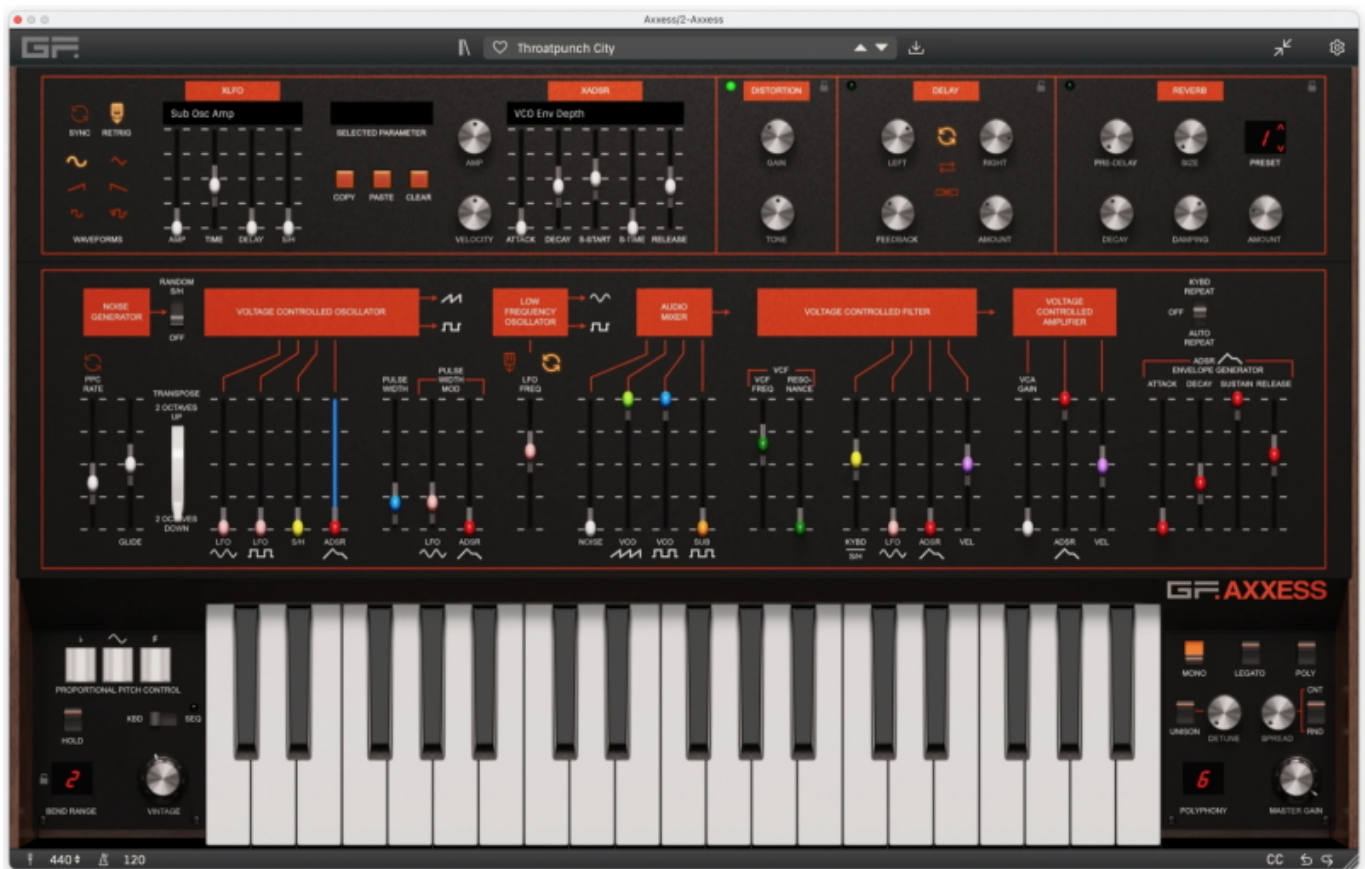 Axxess/2-Axxess
GF.
Throatpunch City
XLFO
XADSR
DISTORTION
DELAY
REVERB
SYNC RETRIG
Sub Osc Amp
SELECTED PARAMETER
VCO Env Depth
AMP
GAIN
LEFT
RIGHT
PRE-DELAY
SIZE
1
PRESET
COPY PASTE CLEAR
WAVEFORMS
AMP TIME DELAY S/H
VELOCITY
ATTACK DECAY S-START S-TIME RELEASE
TONE
FEEDBACK
AMOUNT
DECAY
DAMPING
AMOUNT
NOISE
GENERATOR
RANDOM
S/H
OFF
VOLTAGE CONTROLLED OSCILLATOR
LOW
FREQUENCY
OSCILLATOR
AUDIO
MIXER
VOLTAGE CONTROLLED FILTER
VOLTAGE
CONTROLLED
AMPLIFIER
KYBD
REPEAT
OFF
AUTO
REPEAT
PPC
RATE
TRANSPOSE
2 OCTAVES
UP
PULSE
WIDTH
PULSE
WIDTH
MOD
LFO
FREQ
VCF
VCF
FREQ
RESO-
NANCE
VCA
GAIN
ADSR
ENVELOPE GENERATOR
ATTACK DECAY SUSTAIN RELEASE
2 OCTAVES
DOWN
GLIDE
LFO LFO S/H ADSR
LFO ADSR
NOISE VCO VCO SUB
KYBD
S/H
LFO ADSR VEL
ADSR VEL
GF. AXXESS
PROPORTIONAL PITCH CONTROL
HOLD
KBD SEQ
2
BEND RANGE
VINTAGE
MONO LEGATO POLY
UNISON
DETUNE
SPREAD
CNT
RND
6
POLYPHONY
MASTER GAIN
440
120
CC